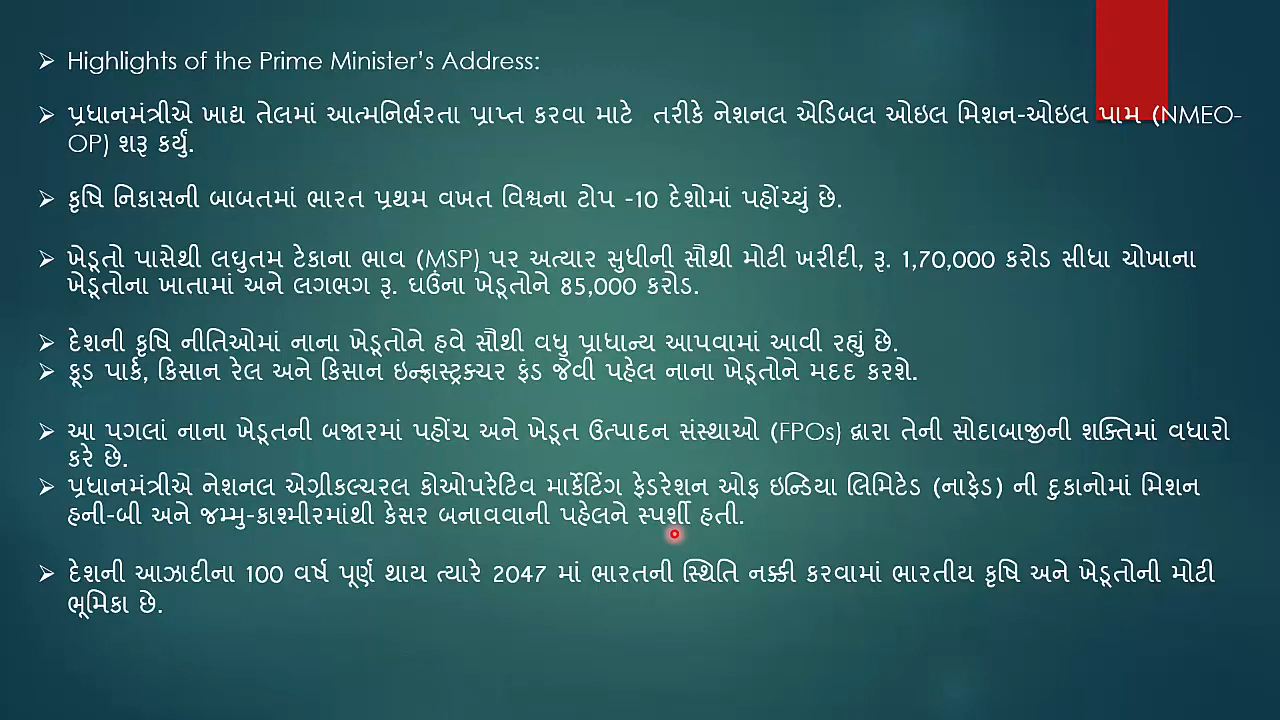 ➢ Highlights of the Prime Minister's Address:
➢ પ્રધાનમંત્રીએ ખાદ્ય તેલમાં આત્મનિર્ભરતા પ્રાપ્ત કરવા માટે તરીકે નેશનલ એડિબલ ઓઇલ મિશન-ઓઇલ પામ (NMEO-
OP) શરૂ કર્યું.
➢ કૃષિ નિકાસની બાબતમાં ભારત પ્રથમ વખત વિશ્વના ટોપ -10 દેશોમાં પહોંચ્યું છે.
➢ ખેડૂતો પાસેથી લઘુતમ ટેકાના ભાવ (MSP) પર અત્યાર સુધીની સૌથી મોટી ખરીદી, રૂ. 1,70,000 કરોડ સીધા ચોખાના
ખેડૂતોના ખાતામાં અને લગભગ રૂ. ઘઉંના ખેડૂતોને 85,000 કરોડ.
➢ દેશની કૃષિ નીતિઓમાં નાના ખેડૂતોને હવે સૌથી વધુ પ્રાધાન્ય આપવામાં આવી રહ્યું છે.
➢ ફૂડ પાર્ક, કિસાન રેલ અને કિસાન ઇન્ફ્રાસ્ટ્રક્ચર ફંડ જેવી પહેલ નાના ખેડૂતોને મદદ કરશે.
➢ આ પગલાં નાના ખેડૂતની બજારમાં પહોંચ અને ખેડૂત ઉત્પાદન સંસ્થાઓ (FPOs) દ્વારા તેની સોદાબાજીની શક્તિમાં વધારો
કરે છે.
➢ પ્રધાનમંત્રીએ નેશનલ એગ્રીકલ્ચરલ કોઓપરેટિવ માર્કેટિંગ ફેડરેશન ઓફ ઇન્ડિયા લિમિટેડ (નાફેડ) ની દુકાનોમાં મિશન
હની-બી અને જમ્મુ-કાશ્મીરમાંથી કેસર બનાવવાની પહેલને સ્પર્શી હતી.
➢ દેશની આઝાદીના 100 વર્ષ પૂર્ણ થાય ત્યારે 2047 માં ભારતની સ્થિતિ નક્કી કરવામાં ભારતીય કૃષિ અને ખેડૂતોની મોટી
ભૂમિકા છે.